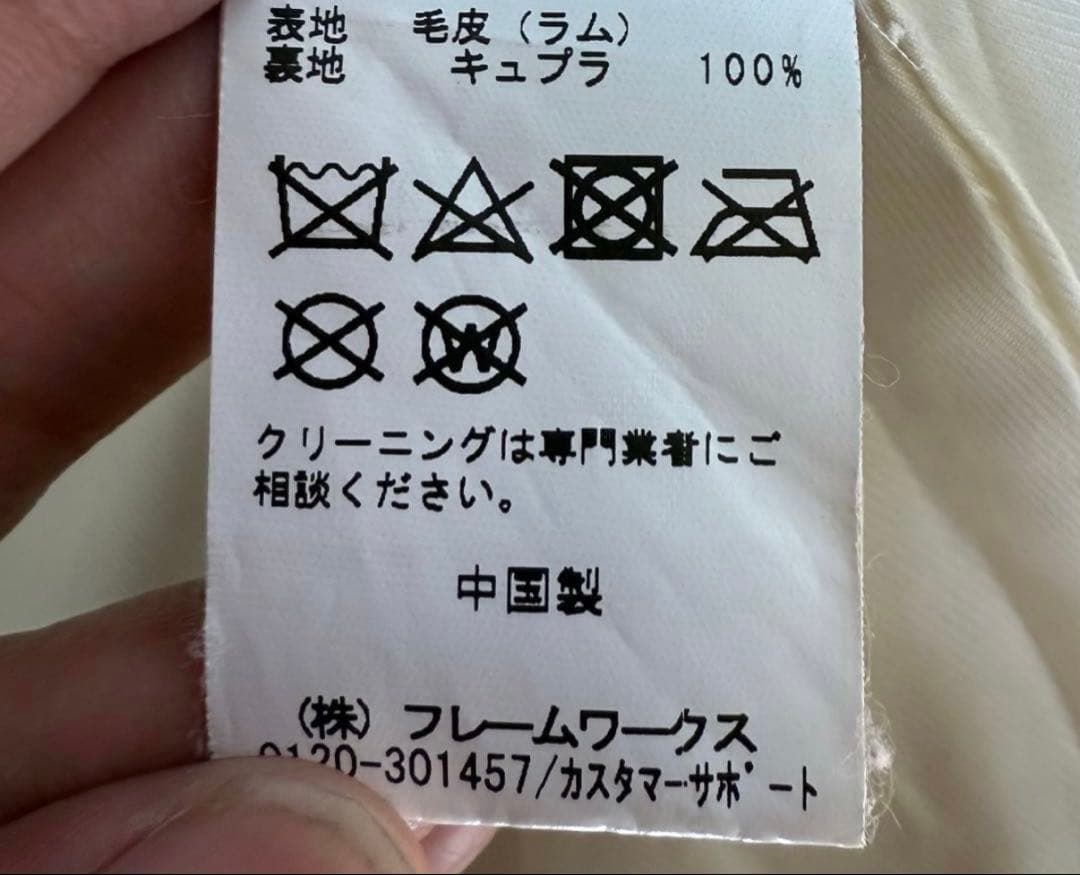 表地 毛皮（ラム）
裏地 キュプラ 100%
W
クリーニングは専門業者にご
相談ください。
中国製
（株）フレームワークス
0120-301457/カスタマーサポート